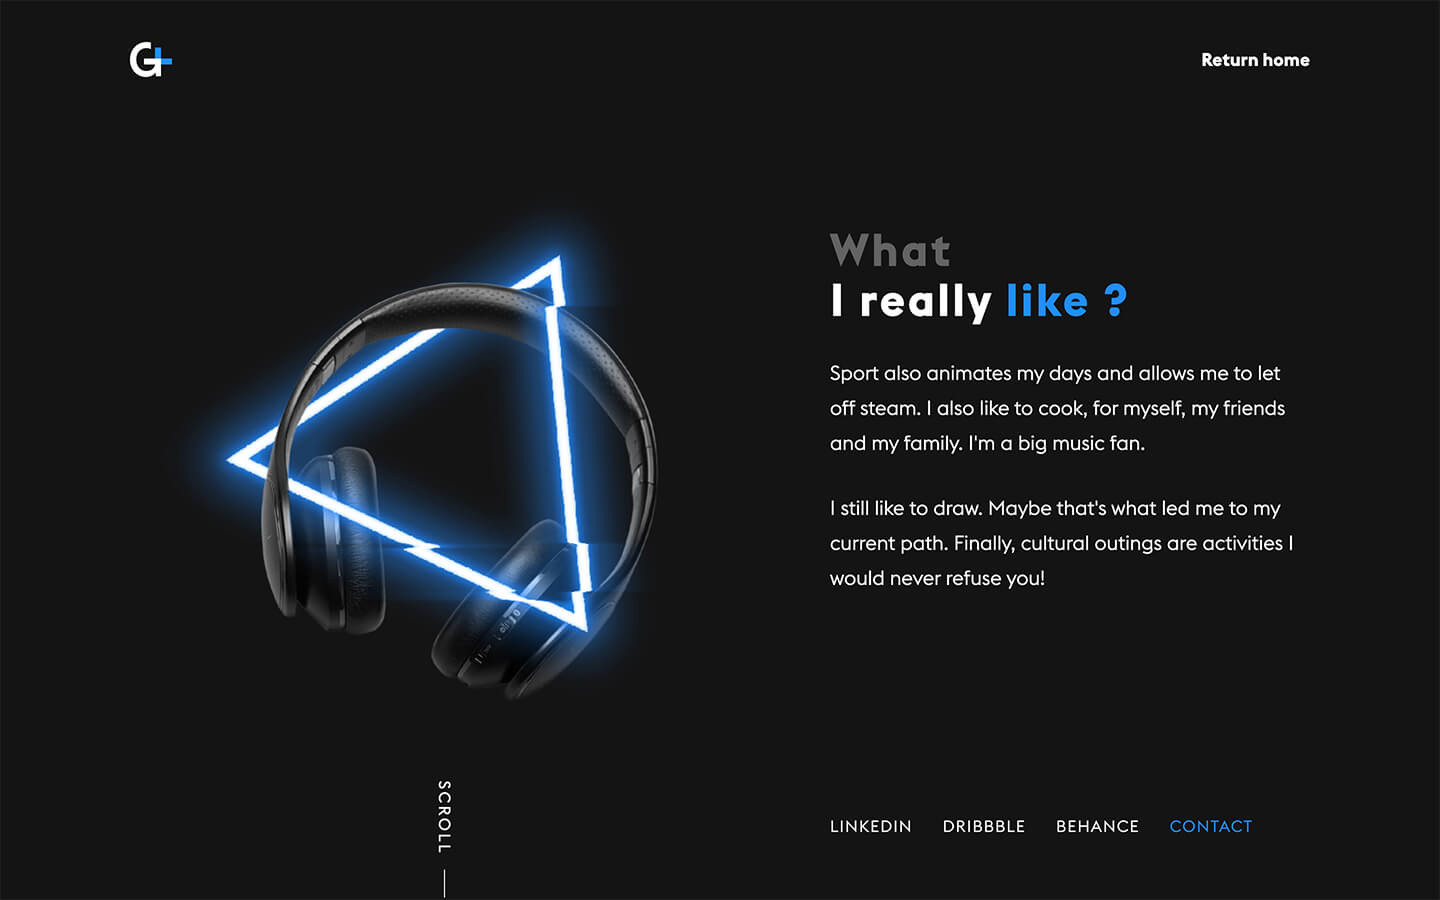 G+
Return home
What
I really like ?
Sport also animates my days and allows me to let
off steam. I also like to cook, for myself, my friends
and my family. I'm a big music fan.
I still like to draw. Maybe that's what led me to my
current path. Finally, cultural outings are activities I
would never refuse you!
SCROLL
LINKEDIN DRIBBBLE BEHANCE CONTACT